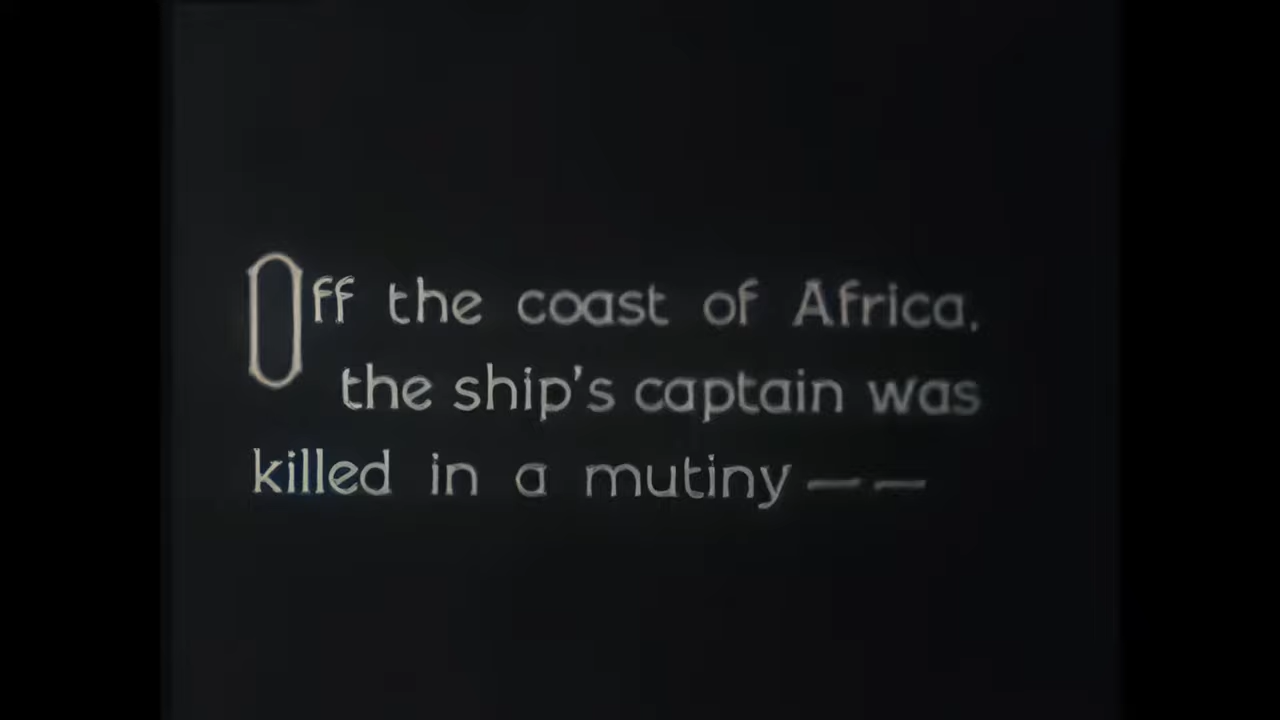 Off the coast of Africa,
the ship's captain was
killed in a mutiny — —